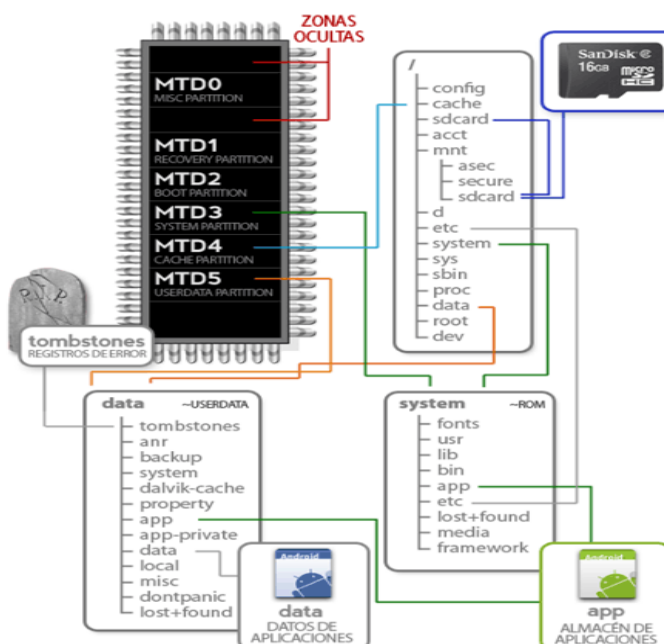 ZONAS
OCULTAS
MTD0
MISC PARTITION
MTD1
RECOVERY PARTITION
MTD2
BOOT PARTITION
MTD3
SYSTEM PARTITION
MTD4
CACHE PARTITION
MTD5
USERDATA PARTITION
/
config
cache
sdcard
acct
mnt
asec
secure
sdcard
d
etc
system
sys
sbin
proc
data
root
dev
SanDisk
16GB
micro
HC
R.I.P.
tombstones
REGISTROS DE ERROR
data ~USERDATA
tombstones
anr
backup
system
dalvik-cache
property
app
app-private
data
local
misc
dontpanic
lost+found
Android
data
DATOS DE
APLICACIONES
system ~ROM
fonts
usr
lib
bin
app
etc
lost+found
media
framework
Android
app
ALMACÉN DE
APLICACIONES